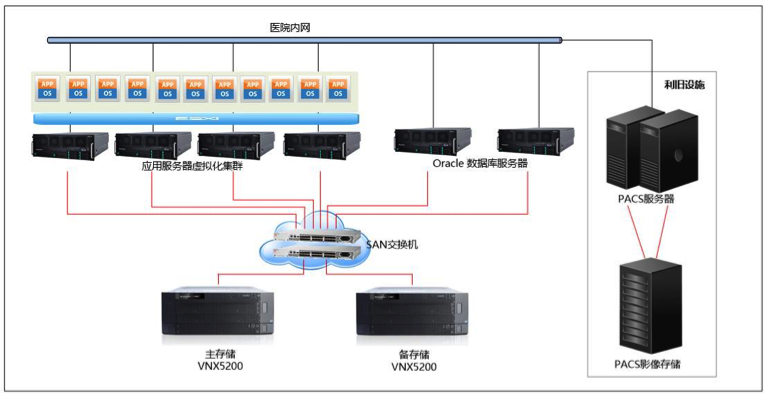 医院内网
利旧设施
APP APP APP APP APP APP APP APP APP APP APP
OS OS OS OS OS OS OS OS OS OS OS
ESXi
应用服务器虚拟化集群
Oracle 数据库服务器
PACS服务器
SAN交换机
主存储
VNX5200
备存储
VNX5200
PACS影像存储